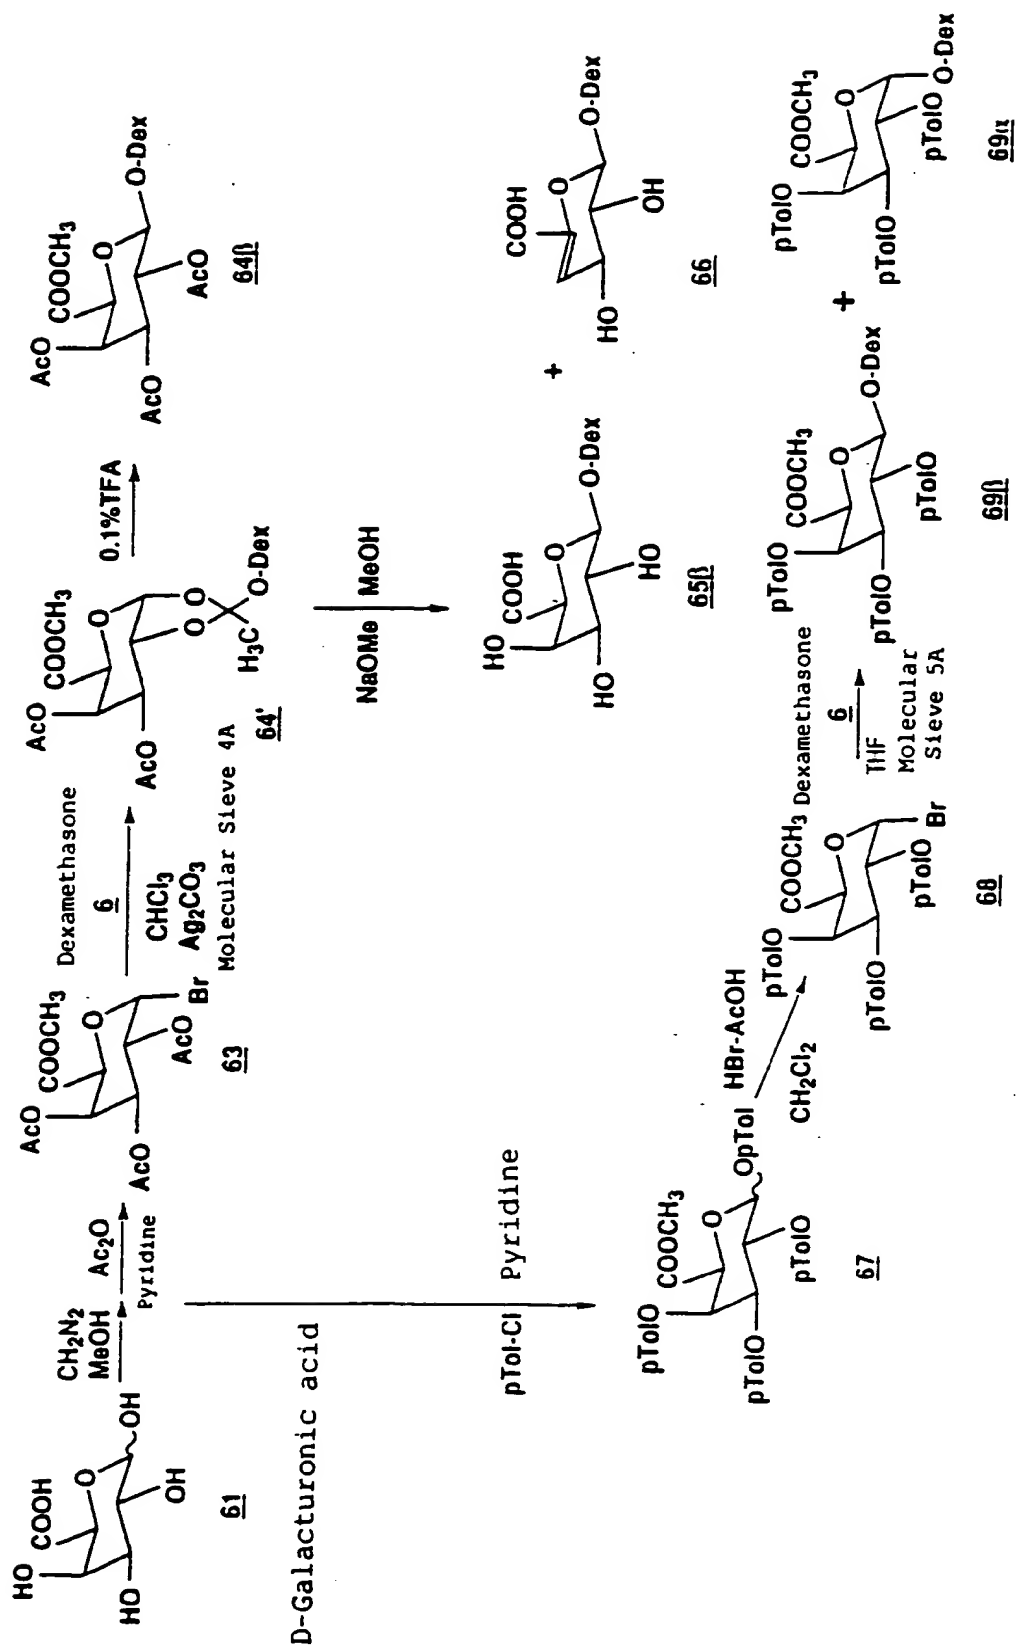 HO
COOH
O
HO
OH
OH
61
D-Galacturonic acid
CH2N2
MeOH
Ac2O
Pyridine
AcO
COOCH3
O
AcO
AcO
Br
63
Dexamethasone
6
CHCl3
Ag2CO3
Molecular Sieve 4A
AcO
COOCH3
O
AcO
O
O
H3C
O-Dex
64'
0.1%TFA
AcO
COOCH3
O
AcO
AcO
O-Dex
64β
NaOMe MeOH
HO
COOH
O
HO
HO
O-Dex
65β
+
COOH
O
HO
OH
O-Dex
66
pTol-Cl Pyridine
pTolO
COOCH3
O
pTolO
pTolO
OpTol
67
HBr-AcOH
CH2Cl2
pTolO
COOCH3
O
pTolO
pTolO
Br
68
Dexamethasone
6
THF
Molecular
Sieve 5A
pTolO
COOCH3
O
pTolO
pTolO
O-Dex
69β
+
pTolO
COOCH3
O
pTolO
pTolO
O-Dex
69α